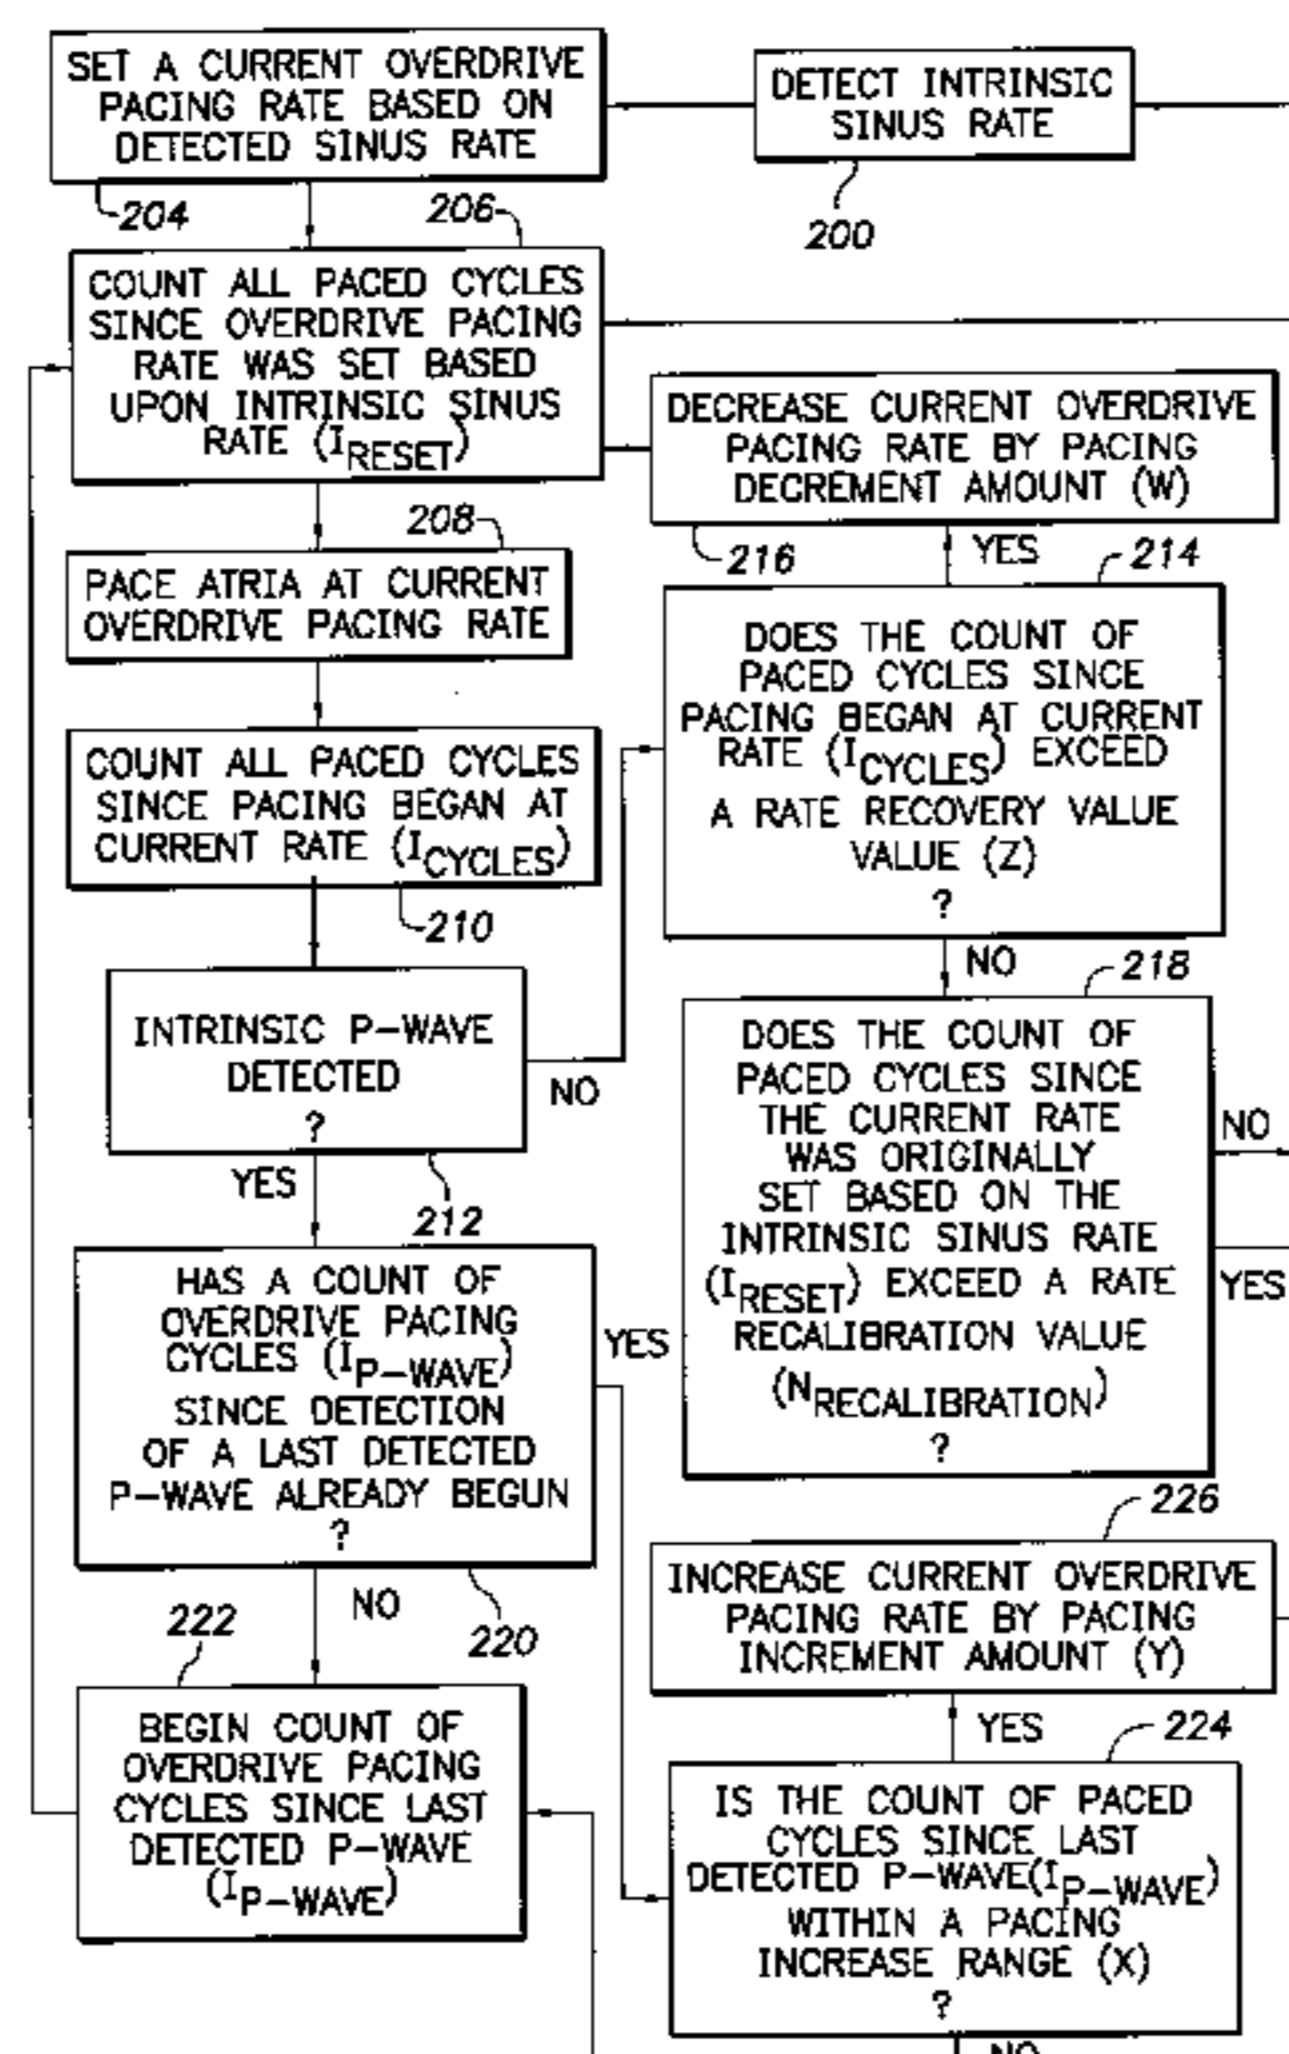 SET A CURRENT OVERDRIVE
PACING RATE BASED ON
DETECTED SINUS RATE
204
DETECT INTRINSIC
SINUS RATE
200
206
COUNT ALL PACED CYCLES
SINCE OVERDRIVE PACING
RATE WAS SET BASED
UPON INTRINSIC SINUS
RATE (I RESET)
DECREASE CURRENT OVERDRIVE
PACING RATE BY PACING
DECREMENT AMOUNT (W)
216
YES
214
208
PACE ATRIA AT CURRENT
OVERDRIVE PACING RATE
DOES THE COUNT OF
PACED CYCLES SINCE
PACING BEGAN AT CURRENT
RATE (I CYCLES) EXCEED
A RATE RECOVERY VALUE
VALUE (Z)
?
COUNT ALL PACED CYCLES
SINCE PACING BEGAN AT
CURRENT RATE (I CYCLES)
210
NO
218
INTRINSIC P-WAVE
DETECTED
?
NO
YES
212
DOES THE COUNT OF
PACED CYCLES SINCE
THE CURRENT RATE
WAS ORIGINALLY
SET BASED ON THE
INTRINSIC SINUS RATE
(I RESET) EXCEED A RATE
RECALIBRATION VALUE
(N RECALIBRATION)
?
NO
YES
HAS A COUNT OF
OVERDRIVE PACING
CYCLES (I P-WAVE)
SINCE DETECTION
OF A LAST DETECTED
P-WAVE ALREADY BEGUN
?
YES
NO
220
226
INCREASE CURRENT OVERDRIVE
PACING RATE BY PACING
INCREMENT AMOUNT (Y)
222
BEGIN COUNT OF
OVERDRIVE PACING
CYCLES SINCE LAST
DETECTED P-WAVE
(I P-WAVE)
YES
224
IS THE COUNT OF PACED
CYCLES SINCE LAST
DETECTED P-WAVE(I P-WAVE)
WITHIN A PACING
INCREASE RANGE (X)
?
NO